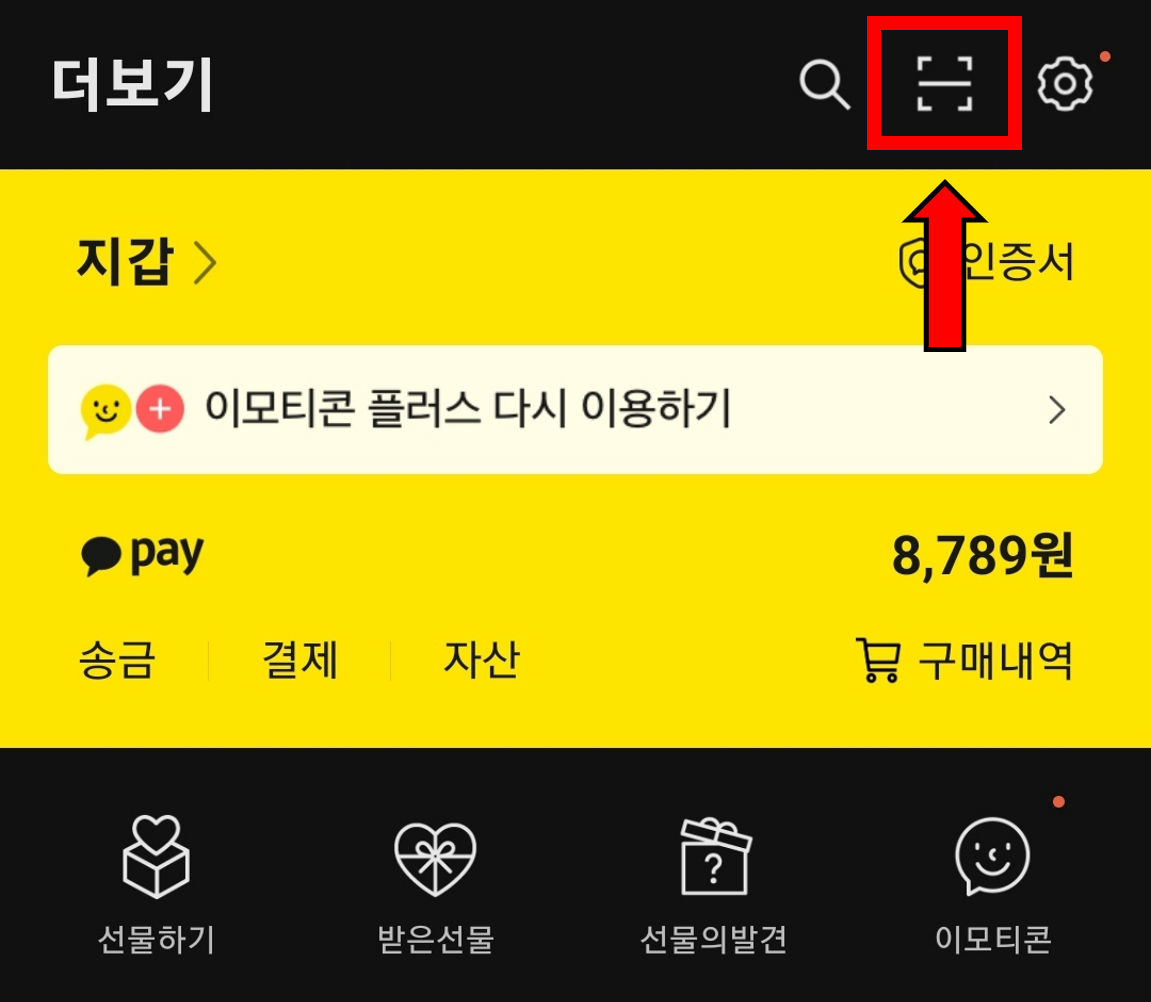 더보기
지갑
인증서
이모티콘 플러스 다시 이용하기
pay 8,789원
송금 결제 자산 구매내역
선물하기 받은선물 선물의발견 이모티콘